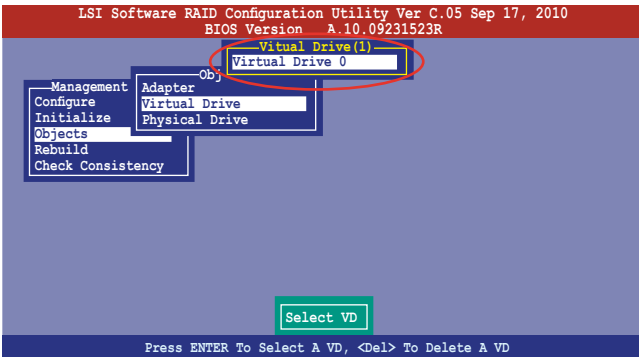 LSI Software RAID Configuration Utility Ver C.05 Sep 17, 2010
BIOS Version A.10.09231523R
Vitual Drive(1)
Virtual Drive 0
Obj
Adapter
Virtual Drive
Physical Drive
Management
Configure
Initialize
Objects
Rebuild
Check Consistency
Select VD
Press ENTER To Select A VD, <Del> To Delete A VD